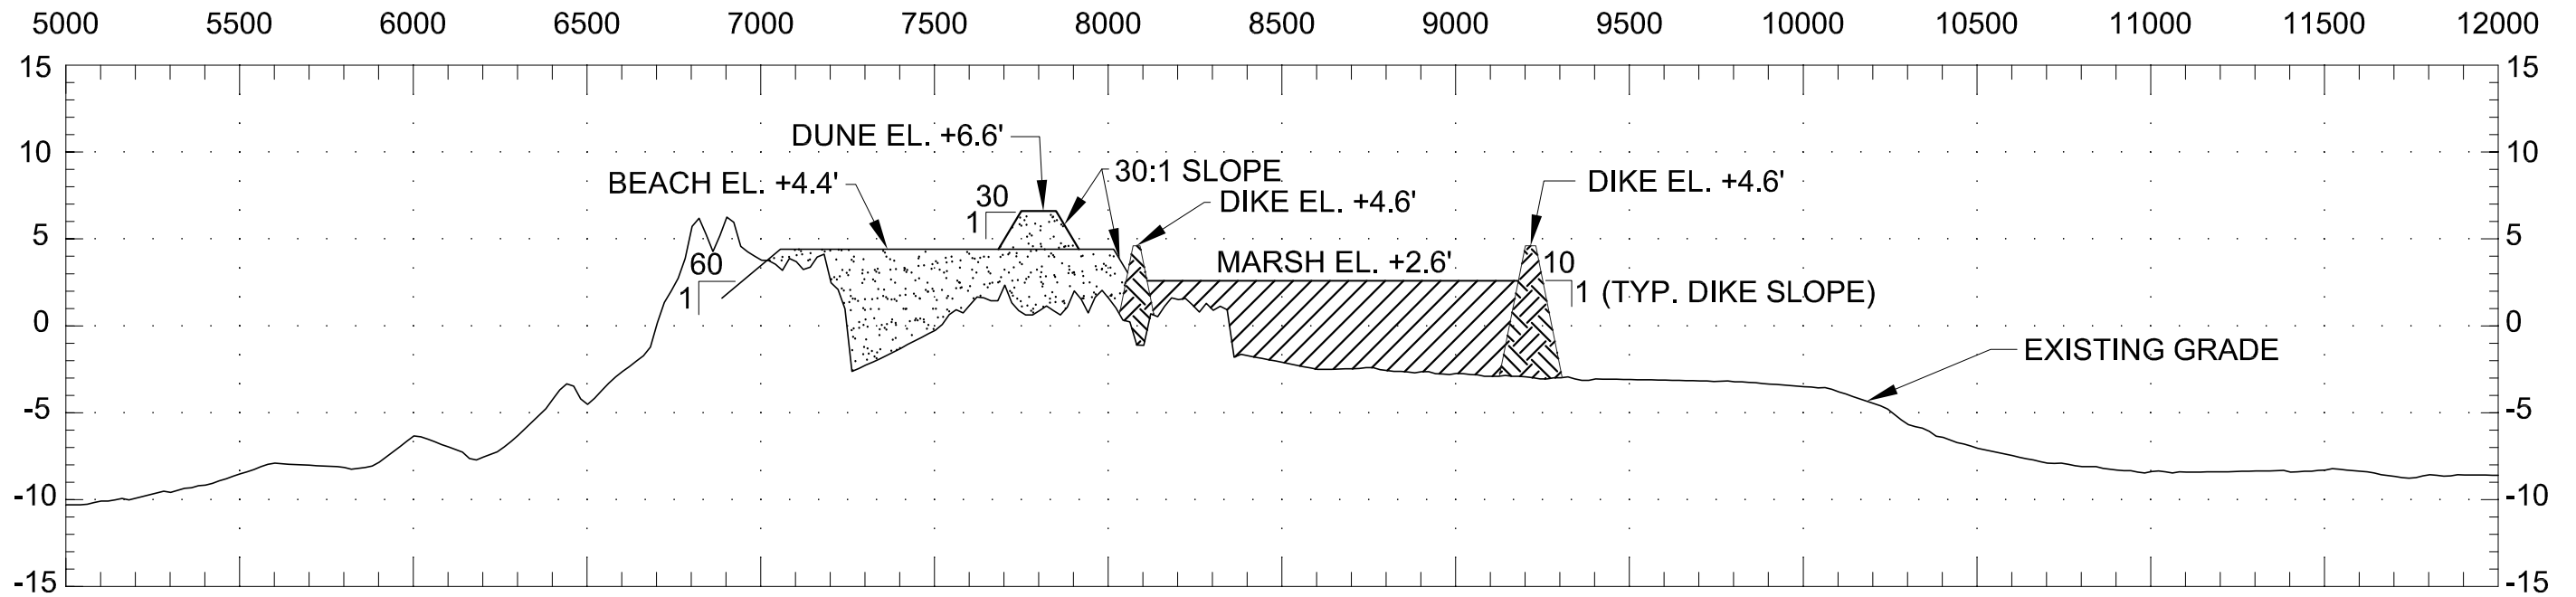 5000 5500 6000 6500 7000 7500 8000 8500 9000 9500 10000 10500 11000 11500 12000
15 15
DUNE EL. +6.6'
10 10
30:1 SLOPE
BEACH EL. +4.4'
DIKE EL. +4.6'
30
1
DIKE EL. +4.6'
5 5
60
1
MARSH EL. +2.6'
10
1 (TYP. DIKE SLOPE)
0 0
EXISTING GRADE
-5 -5
-10 -10
-15 -15